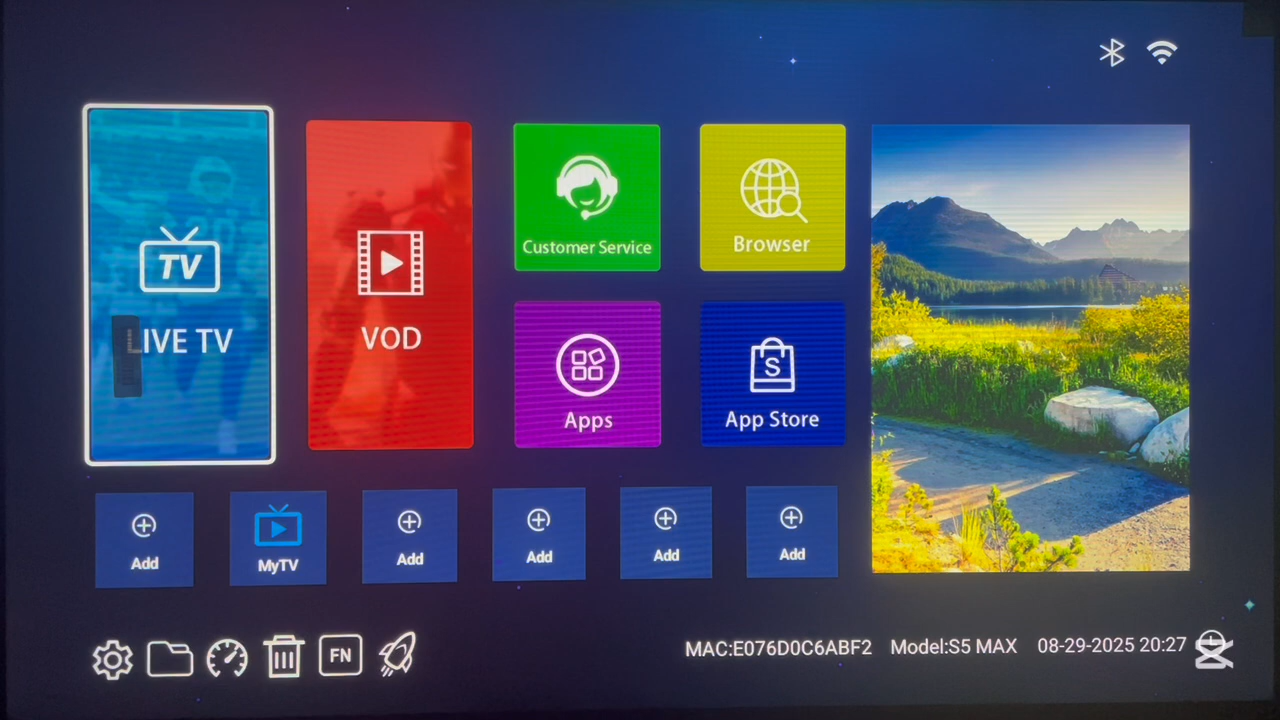 TV
LIVE TV
VOD
Customer Service
Browser
Apps
S
App Store
Add
MyTV
Add
Add
Add
Add
FN
MAC:E076D0C6ABF2 Model:S5 MAX 08-29-2025 20:27